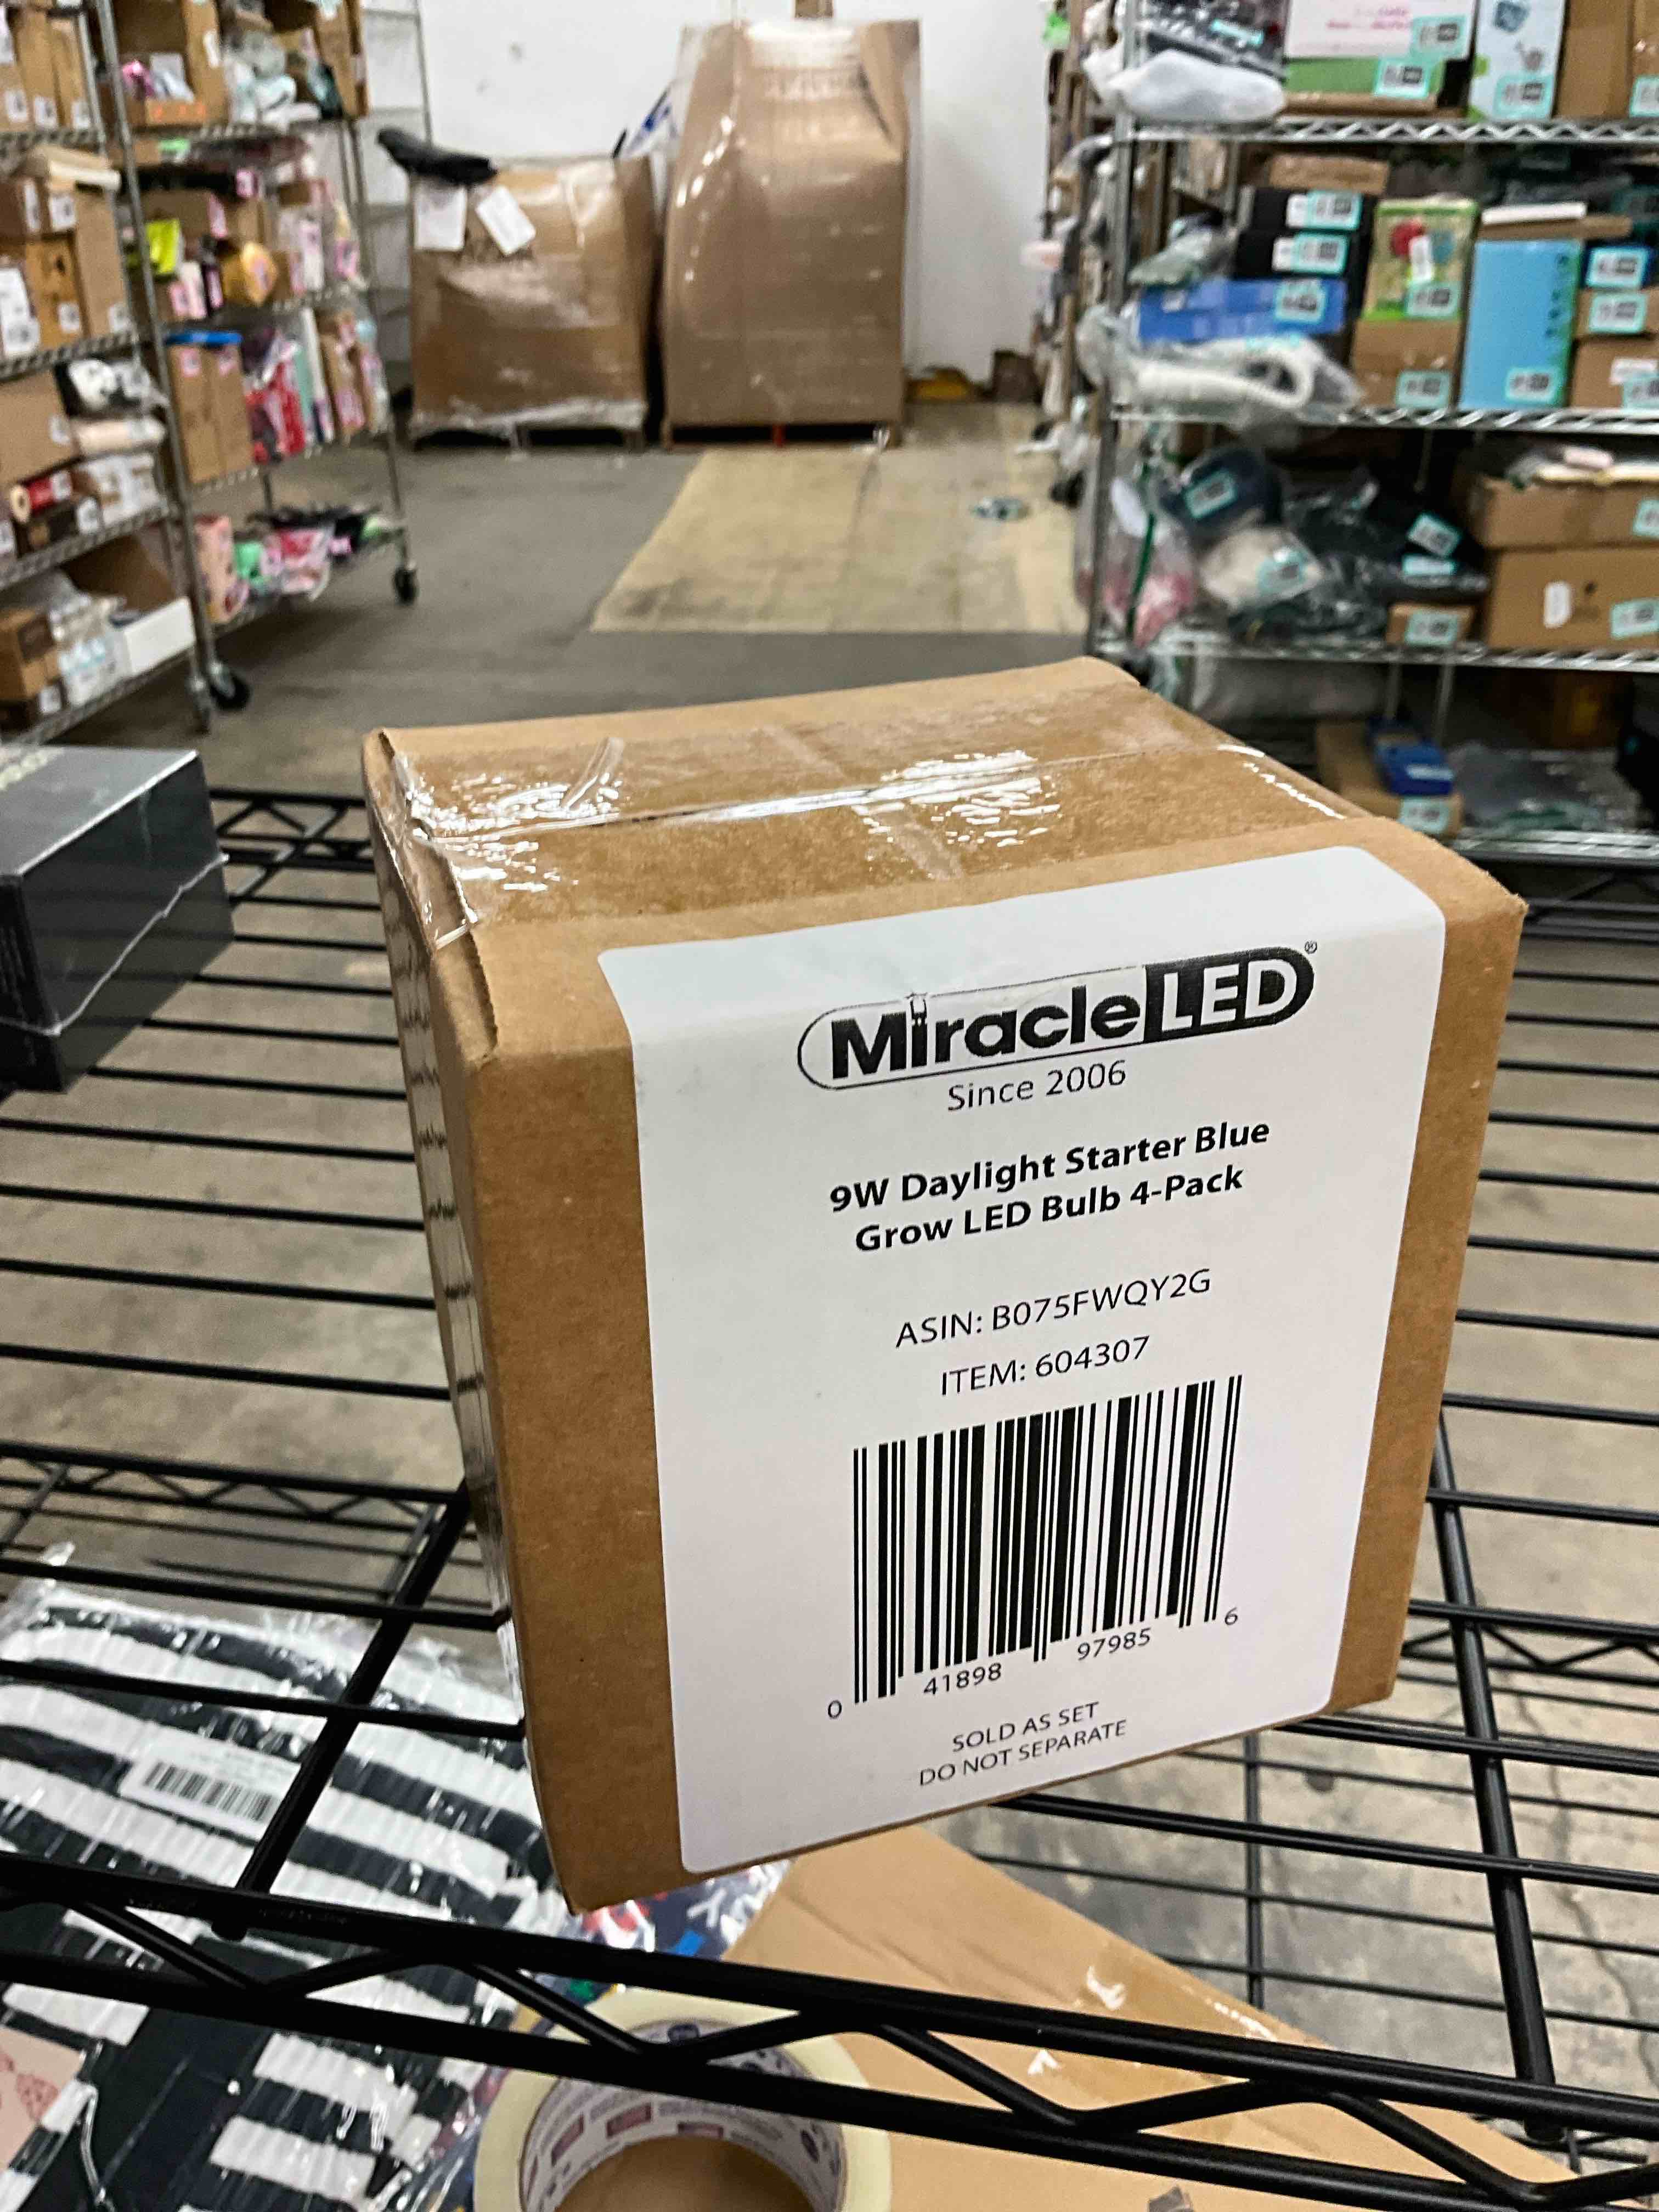 MiracleLED®
Since 2006
9W Daylight Starter Blue
Grow LED Bulb 4-Pack
ASIN: B075FWQY2G
ITEM: 604307
0 41898 97985 6
SOLD AS SET
DO NOT SEPARATE